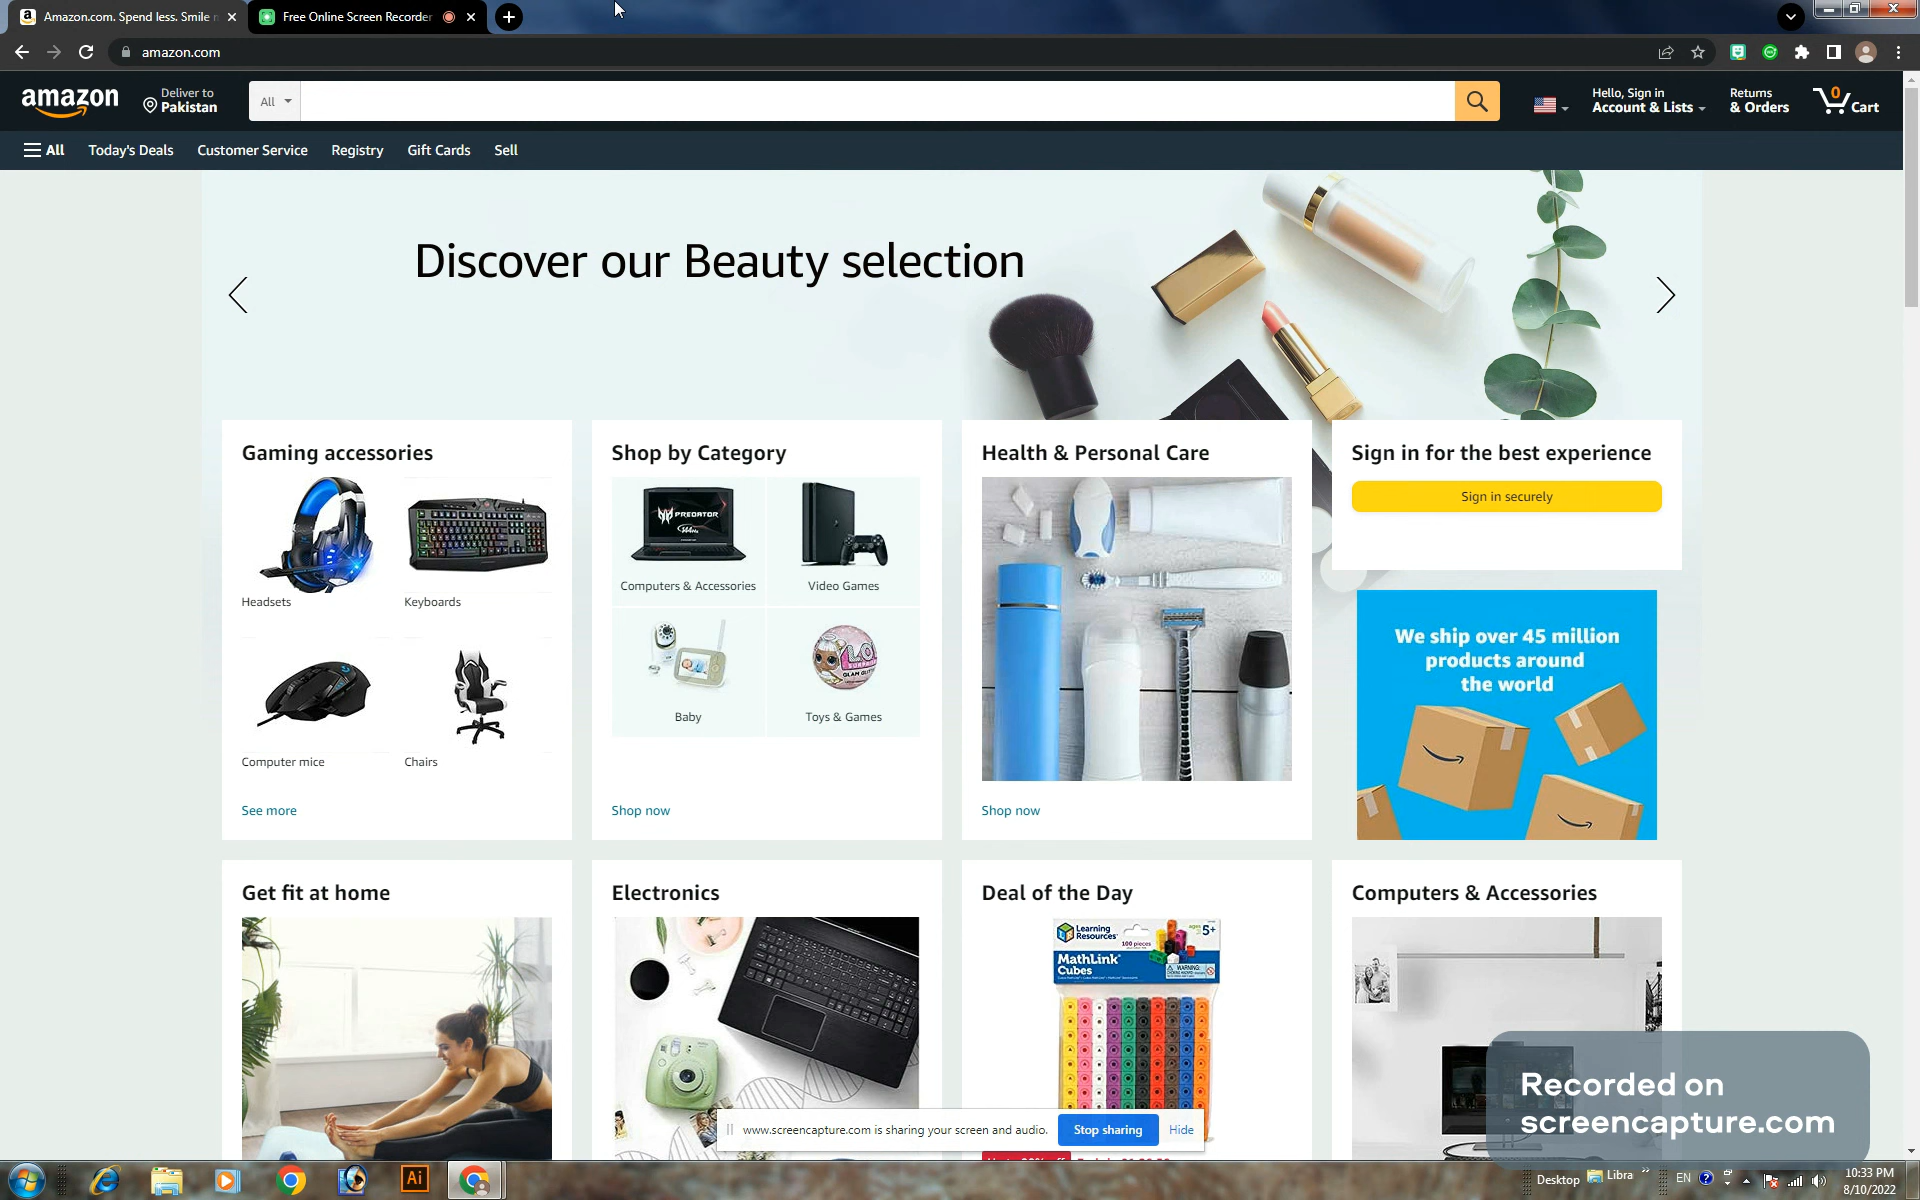 Amazon.com. Spend less. Smile
Free Online Screen Recorder
amazon.com
amazon
Deliver to
Pakistan
All
Hello, Sign in
Account & Lists
Returns
& Orders
0
Cart
All
Today's Deals
Customer Service
Registry
Gift Cards
Sell
Discover our Beauty selection
Gaming accessories
Headsets
Keyboards
Computer mice
Chairs
See more
Shop by Category
PREDATOR
Computers & Accessories
Video Games
Baby
Toys & Games
Shop now
Health & Personal Care
Shop now
Sign in for the best experience
Sign in securely
We ship over 45 million
products around
the world
Get fit at home
Electronics
Deal of the Day
Learning
Resources
100 pieces
5+
MathLink
Cubes
WARNING:
Computers & Accessories
www.screencapture.com is sharing your screen and audio.
Stop sharing
Hide
Recorded on
screencapture.com
Ai
Desktop
Libra
EN
10:33 PM
8/10/2022